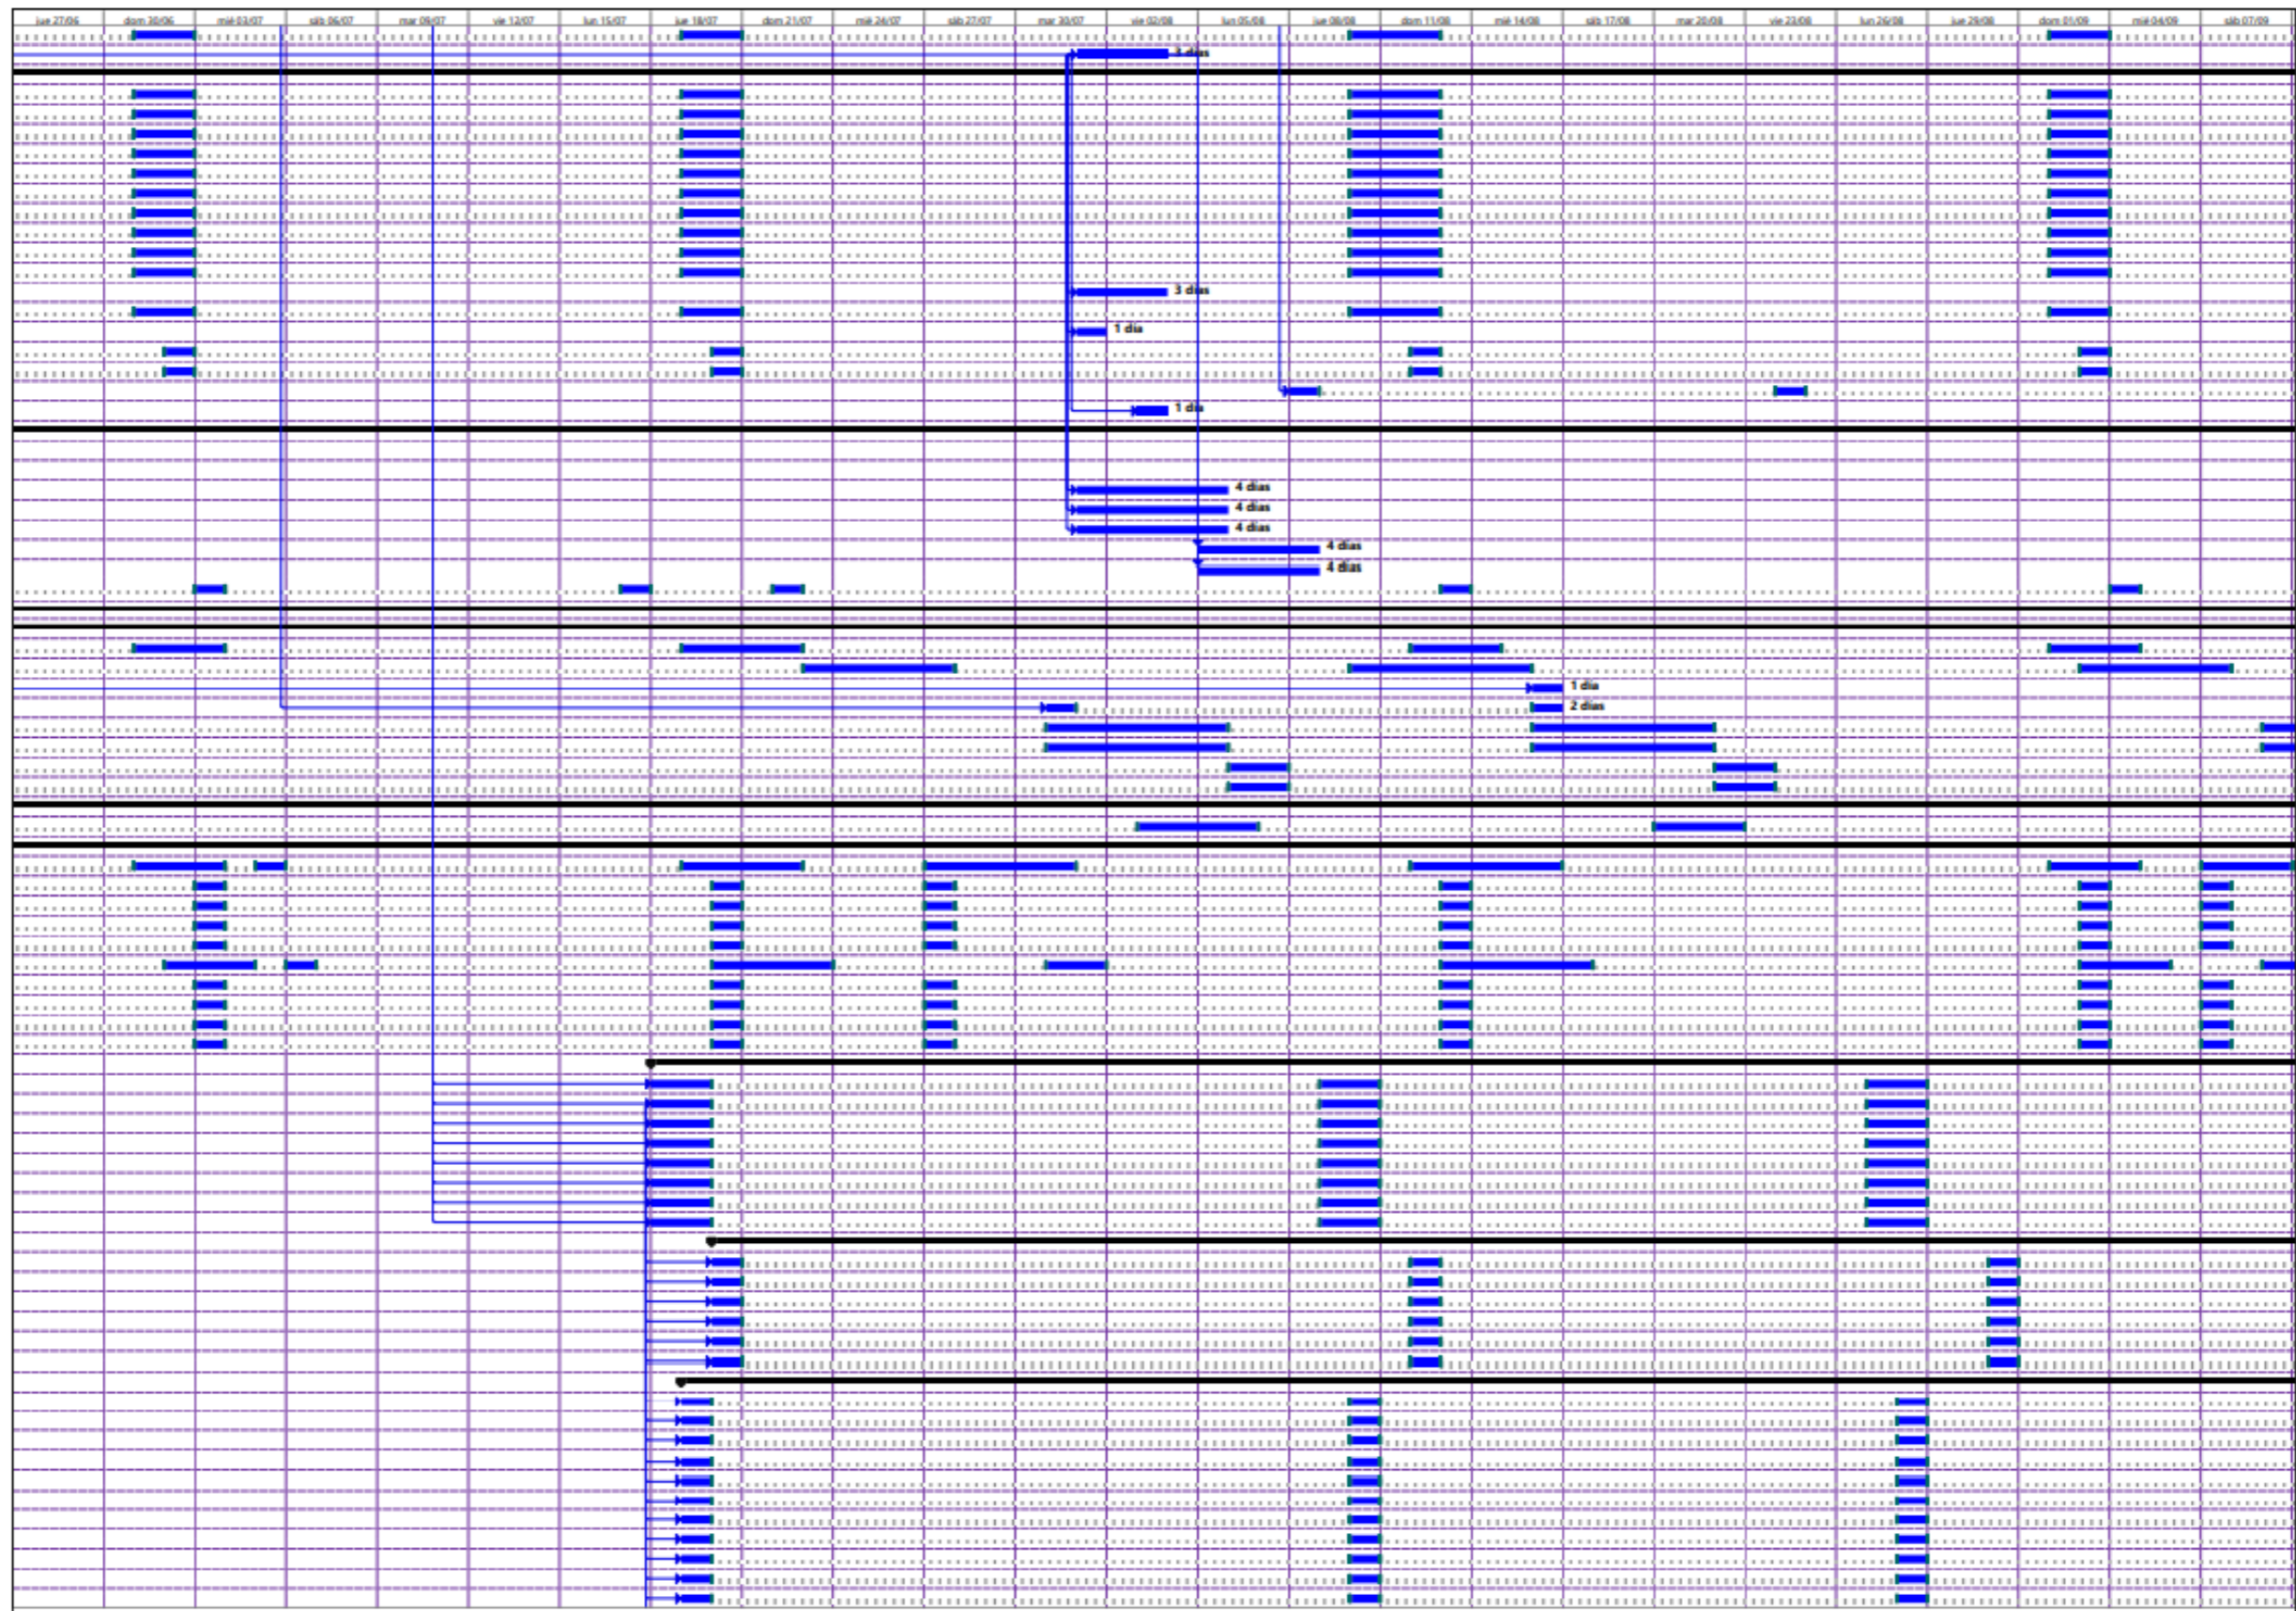 jue 27/06 dom 30/06 mié 03/07 sáb 06/07 mar 09/07 vie 12/07 lun 15/07 jue 18/07 dom 21/07 mié 24/07 sáb 27/07 mar 30/07 vie 02/08 lun 05/08 jue 08/08 dom 11/08 mié 14/08 sáb 17/08 mar 20/08 vie 23/08 lun 26/08 jue 29/08 dom 01/09 mié 04/09 sáb 07/09
3 días
3 días
1 día
1 día
4 días
4 días
4 días
4 días
4 días
1 día
2 días